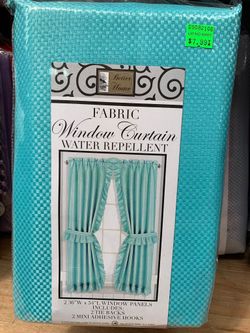 $7.99
Better
Home
FABRIC
Window Curtain
WATER REPELLENT
2 36"W x 54"L WINDOW PANELS
INCLUDES:
2 TIE BACKS
2 MINI ADHESIVE HOOKS